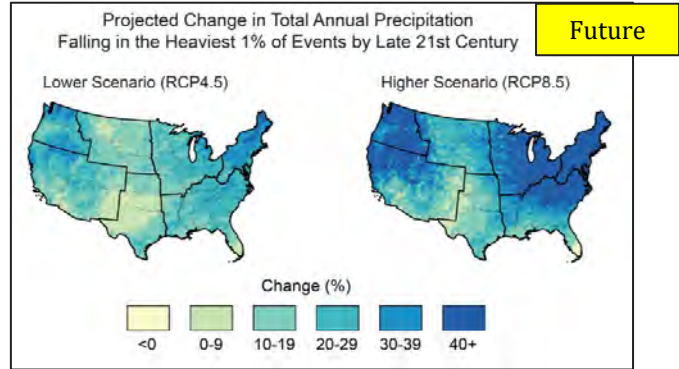 Projected Change in Total Annual Precipitation
Falling in the Heaviest 1% of Events by Late 21st Century
Future
Lower Scenario (RCP4.5)
Higher Scenario (RCP8.5)
Change (%)
<0
0-9
10-19
20-29
30-39
40+